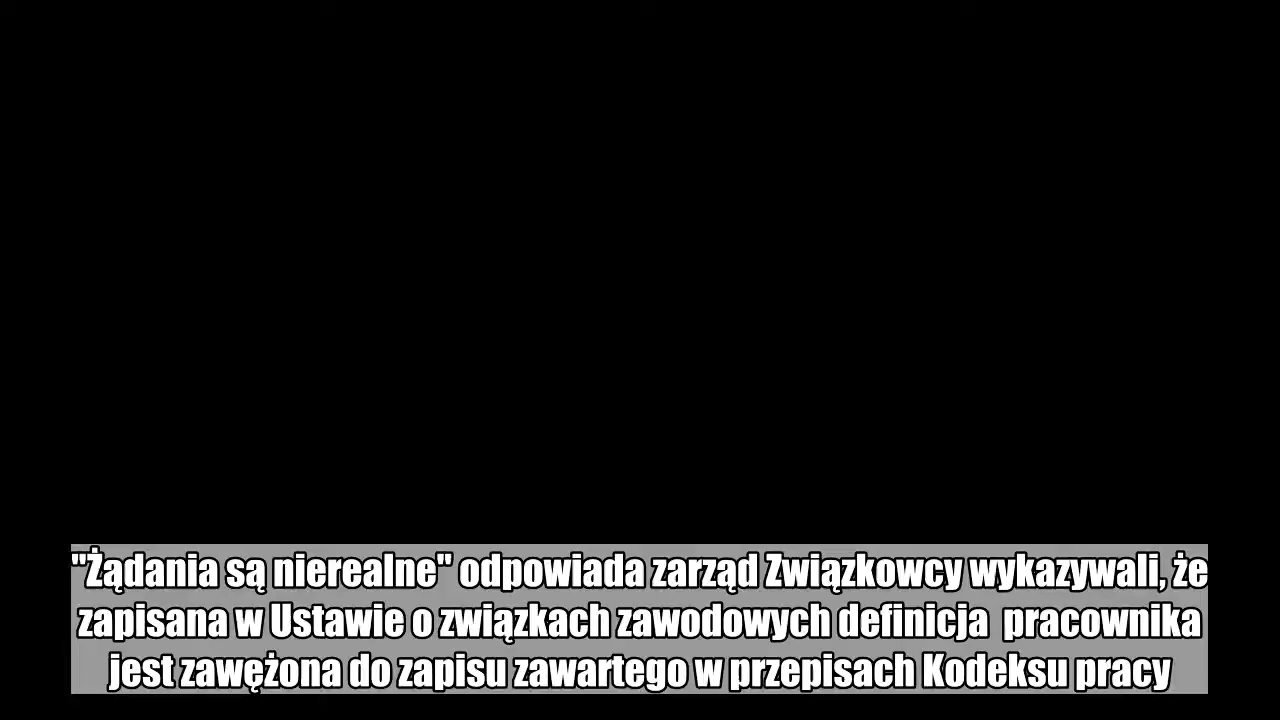 "Żądania są nierealne" odpowiada zarząd Związkowcy wykazywali, że
zapisana w Ustawie o związkach zawodowych definicja  pracownika
jest zawężona do zapisu zawartego w przepisach Kodeksu pracy